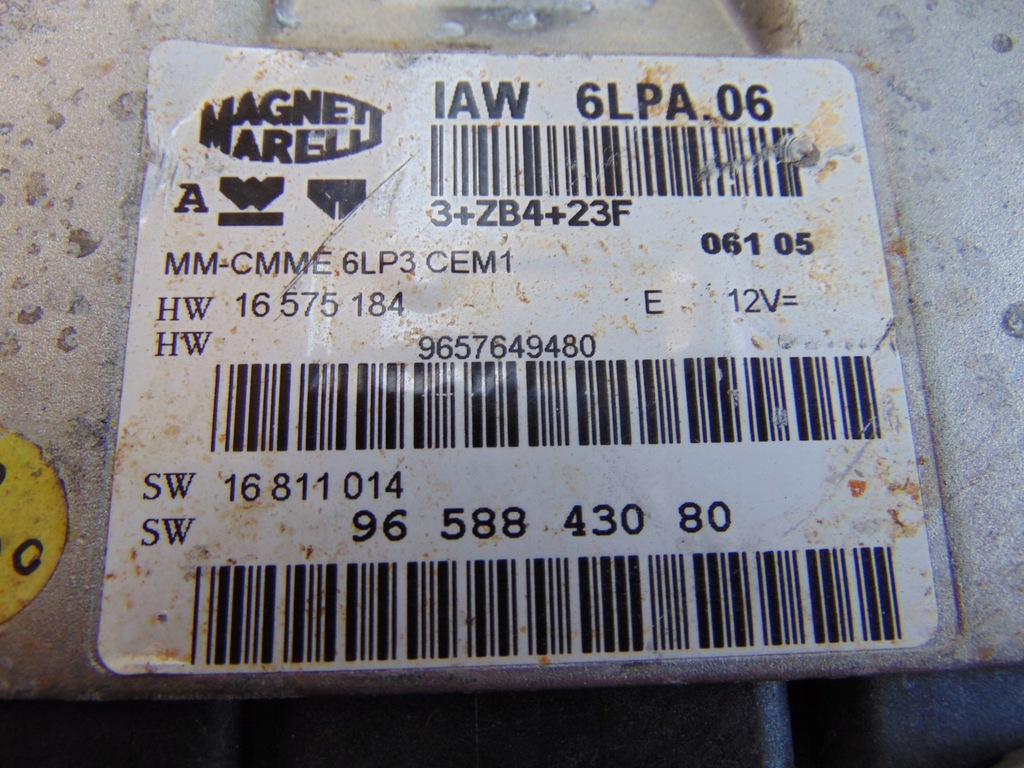 MAGNETI MARELLI
IAW 6LPA.06
A
3+ZB4+23F
061 05
MM-CMME 6LP3 CEM1
HW 16 575 184 E 12V=
HW 9657649480
SW 16 811 014
SW 96 588 430 80